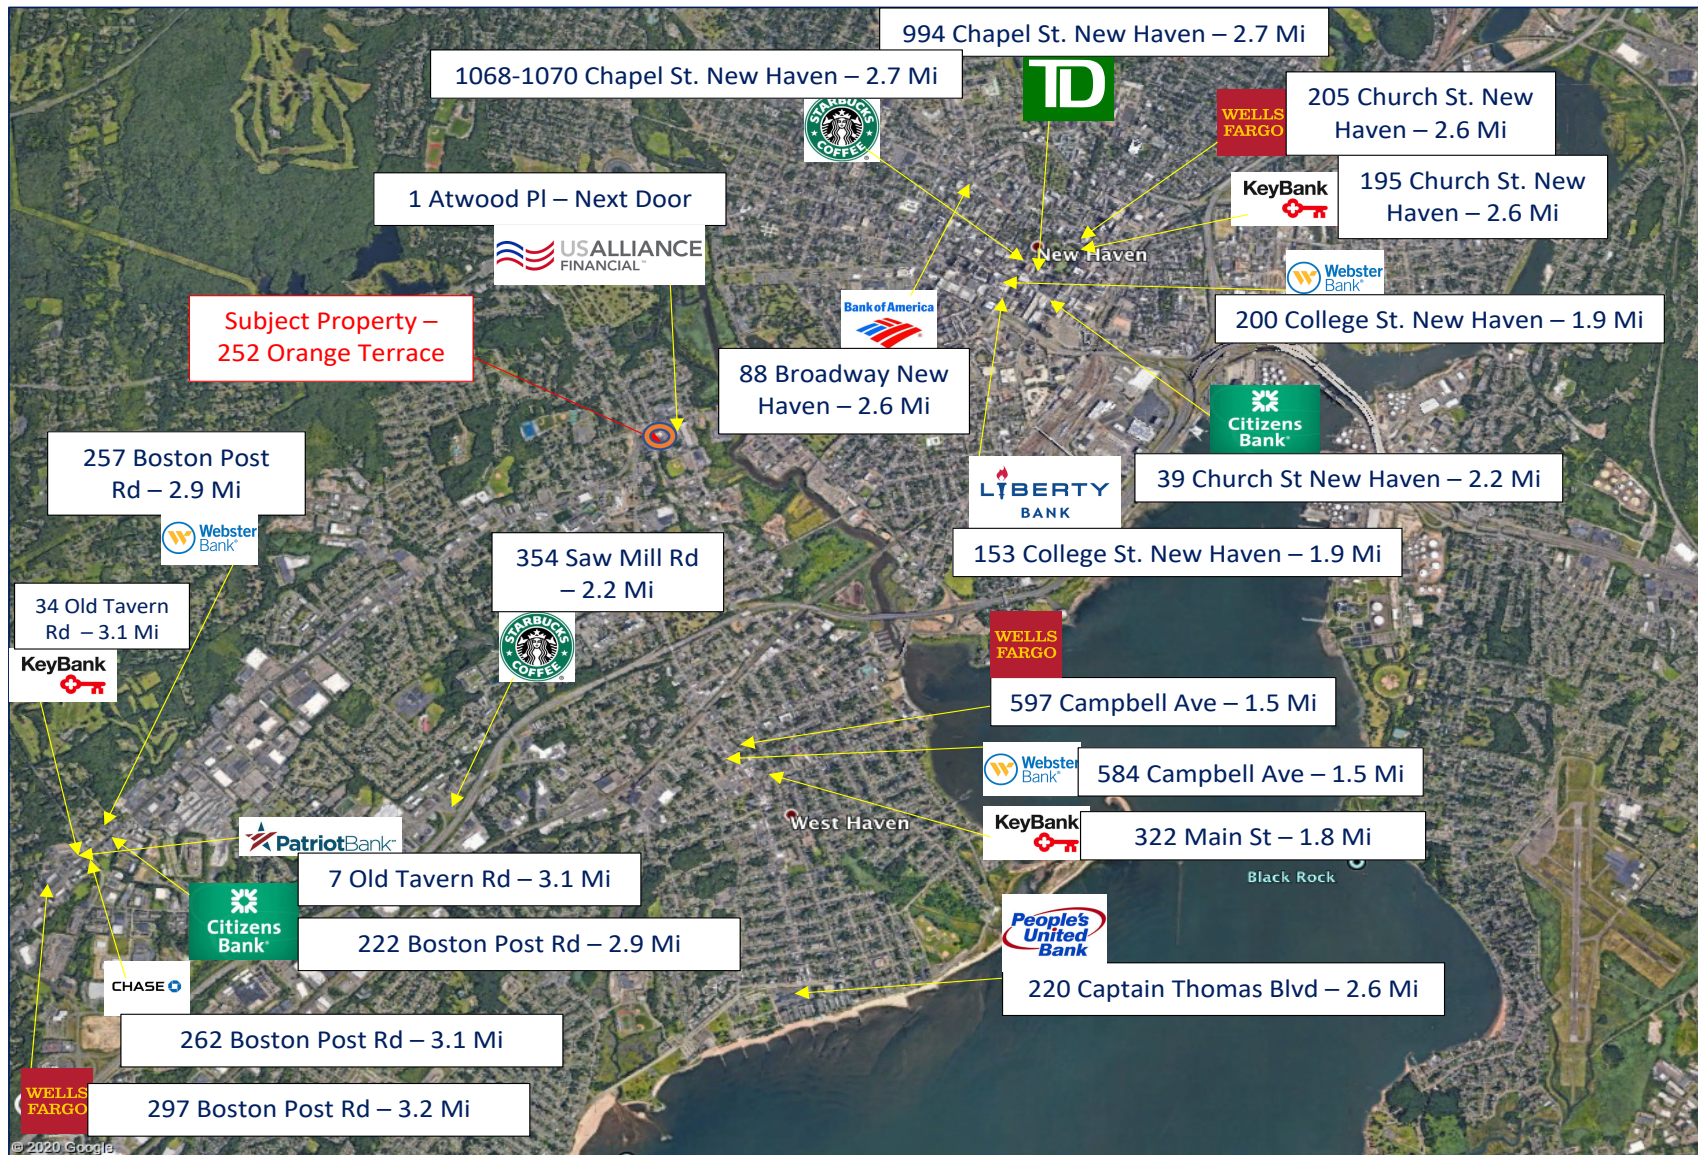 994 Chapel St. New Haven – 2.7 Mi
1068-1070 Chapel St. New Haven – 2.7 Mi
TD
STARBUCKS
COFFEE
WELLS
FARGO
205 Church St. New
Haven – 2.6 Mi
KeyBank
195 Church St. New
Haven – 2.6 Mi
1 Atwood Pl – Next Door
USALLIANCE
FINANCIAL™
New Haven
Webster
Bank®
200 College St. New Haven – 1.9 Mi
Bank of America
88 Broadway New
Haven – 2.6 Mi
Subject Property –
252 Orange Terrace
Citizens
Bank®
39 Church St New Haven – 2.2 Mi
LIBERTY
BANK
153 College St. New Haven – 1.9 Mi
257 Boston Post
Rd – 2.9 Mi
Webster
Bank®
354 Saw Mill Rd
– 2.2 Mi
STARBUCKS
COFFEE
34 Old Tavern
Rd – 3.1 Mi
KeyBank
WELLS
FARGO
597 Campbell Ave – 1.5 Mi
Webster
Bank®
584 Campbell Ave – 1.5 Mi
KeyBank
322 Main St – 1.8 Mi
West Haven
Black Rock
PatriotBank™
7 Old Tavern Rd – 3.1 Mi
Citizens
Bank®
222 Boston Post Rd – 2.9 Mi
People's
United
Bank
220 Captain Thomas Blvd – 2.6 Mi
CHASE
262 Boston Post Rd – 3.1 Mi
WELLS
FARGO
297 Boston Post Rd – 3.2 Mi
© 2020 Google